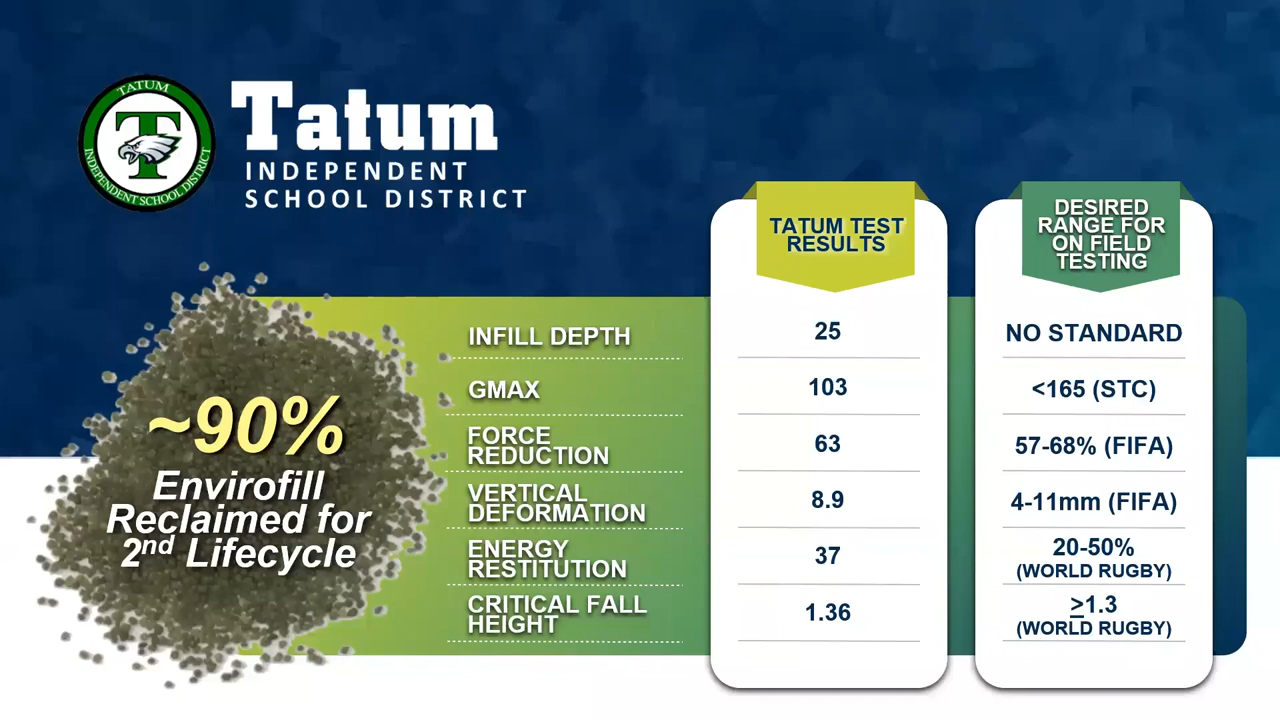 TATUM
T
INDEPENDENT SCHOOL DISTRICT
Tatum
INDEPENDENT
SCHOOL DISTRICT
~90%
Envirofill
Reclaimed for
2nd Lifecycle
TATUM TEST
RESULTS
DESIRED
RANGE FOR
ON FIELD
TESTING
INFILL DEPTH
25
NO STANDARD
GMAX
103
<165 (STC)
FORCE
REDUCTION
63
57-68% (FIFA)
VERTICAL
DEFORMATION
8.9
4-11mm (FIFA)
ENERGY
RESTITUTION
37
20-50%
(WORLD RUGBY)
CRITICAL FALL
HEIGHT
1.36
≥1.3
(WORLD RUGBY)